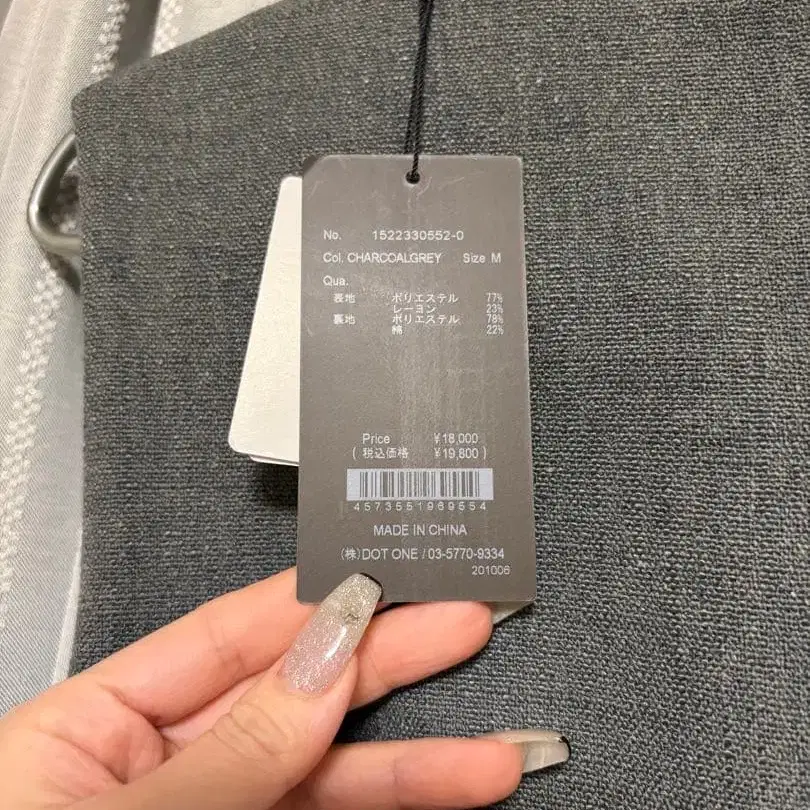 No. 1522330552-0
Col. CHARCOALGREY Size M
Qua.
表地 ポリエステル 77%
レーヨン 23%
裏地 ポリエステル 78%
綿 22%
Price ¥18,000
( 税込価格 ¥19,800 )
4573551969554
MADE IN CHINA
(株)DOT ONE / 03-5770-9334
201006